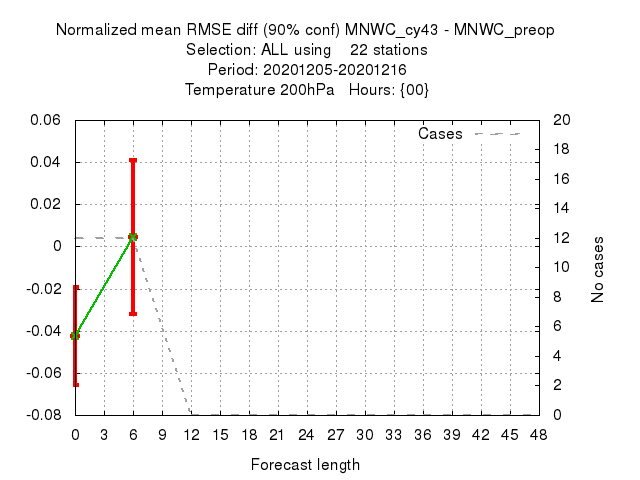 Normalized mean RMSE diff (90% conf) MNWC_cy43 - MNWC_preop
Selection: ALL using 22 stations
Period: 20201205-20201216
Temperature 200hPa Hours: {00}
Cases
0.06
0.04
0.02
0
-0.02
-0.04
-0.06
-0.08
20
18
16
14
12
10
8
6
4
2
0
No cases
0 3 6 9 12 15 18 21 24 27 30 33 36 39 42 45 48
Forecast length